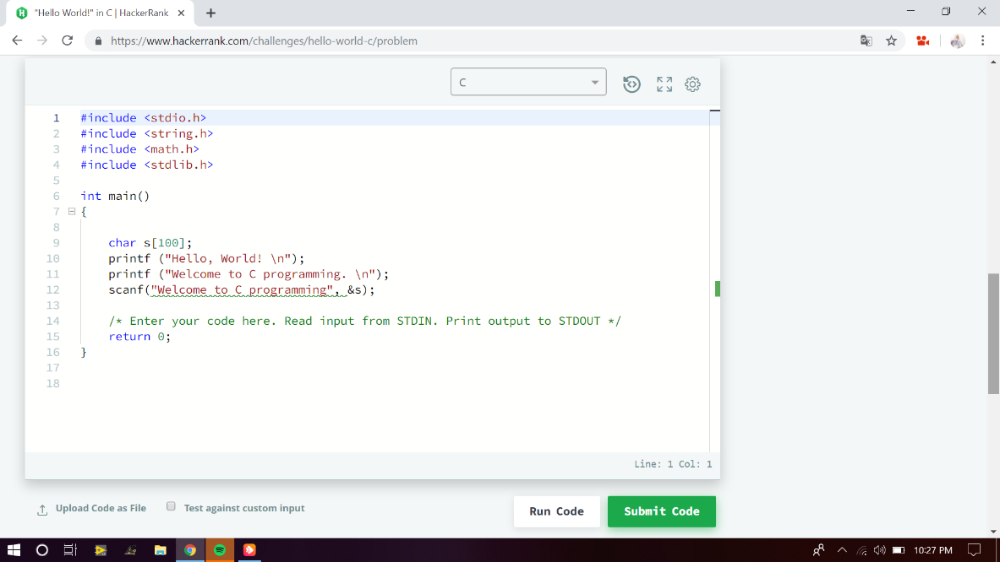 "Hello World!" in C | HackerRank
https://www.hackerrank.com/challenges/hello-world-c/problem
C
1 #include <stdio.h>
2 #include <string.h>
3 #include <math.h>
4 #include <stdlib.h>
5
6 int main()
7 {
8
9 char s[100];
10 printf ("Hello, World! \n");
11 printf ("Welcome to C programming. \n");
12 scanf("Welcome to C programming", &s);
13
14 /* Enter your code here. Read input from STDIN. Print output to STDOUT */
15 return 0;
16 }
17
18
Line: 1 Col: 1
Upload Code as File Test against custom input Run Code Submit Code
10:27 PM